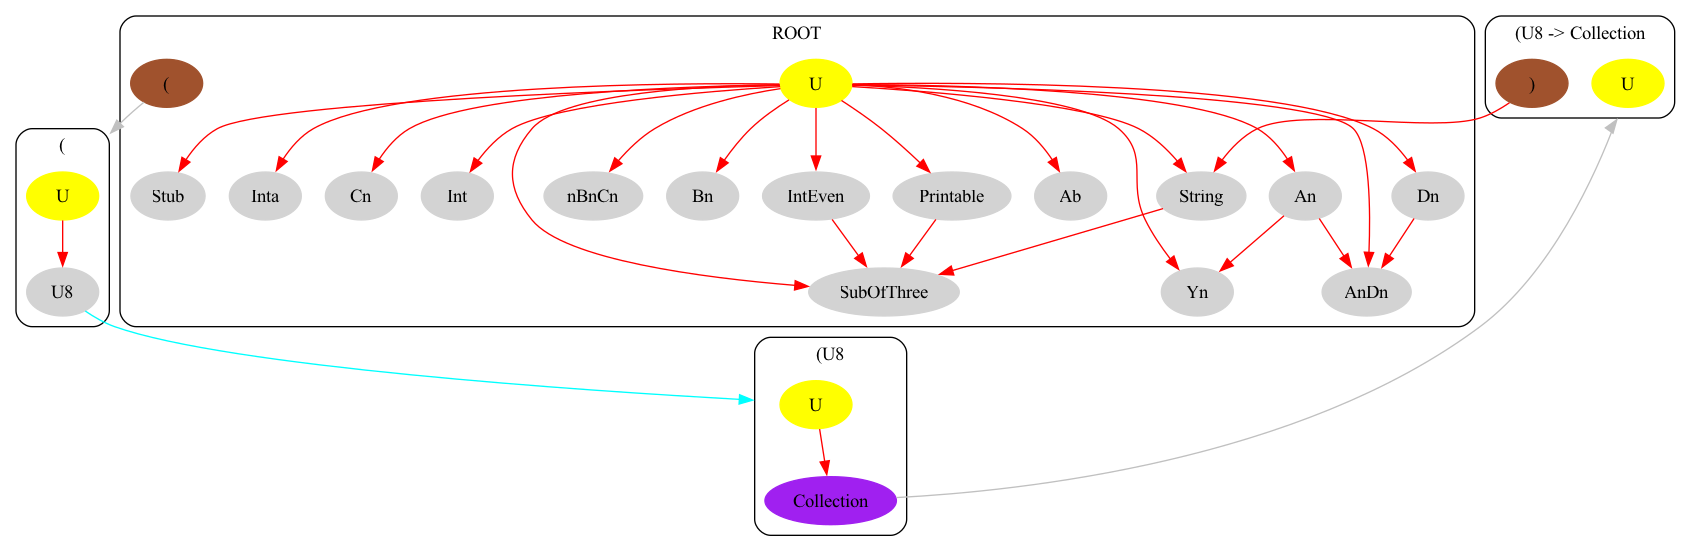 ROOT
(U8 -> Collection
(
U
)
U
(
U
Stub
Inta
Cn
Int
nBnCn
Bn
IntEven
Printable
Ab
String
An
Dn
U8
SubOfThree
Yn
AnDn
(U8
U
Collection